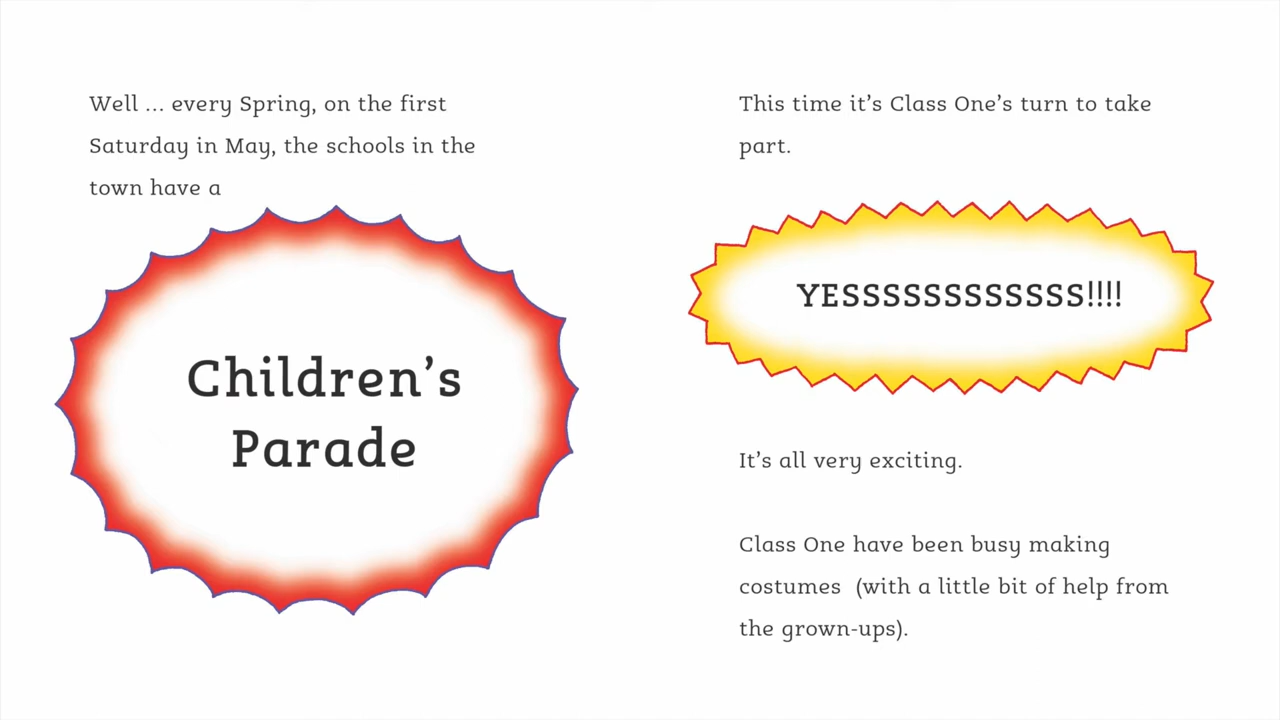 Well ... every Spring, on the first
Saturday in May, the schools in the
town have a
Children’s
Parade
This time it’s Class One’s turn to take
part.
YESSSSSSSSSSSS!!!!
It’s all very exciting.
Class One have been busy making
costumes  (with a little bit of help from
the grown-ups).